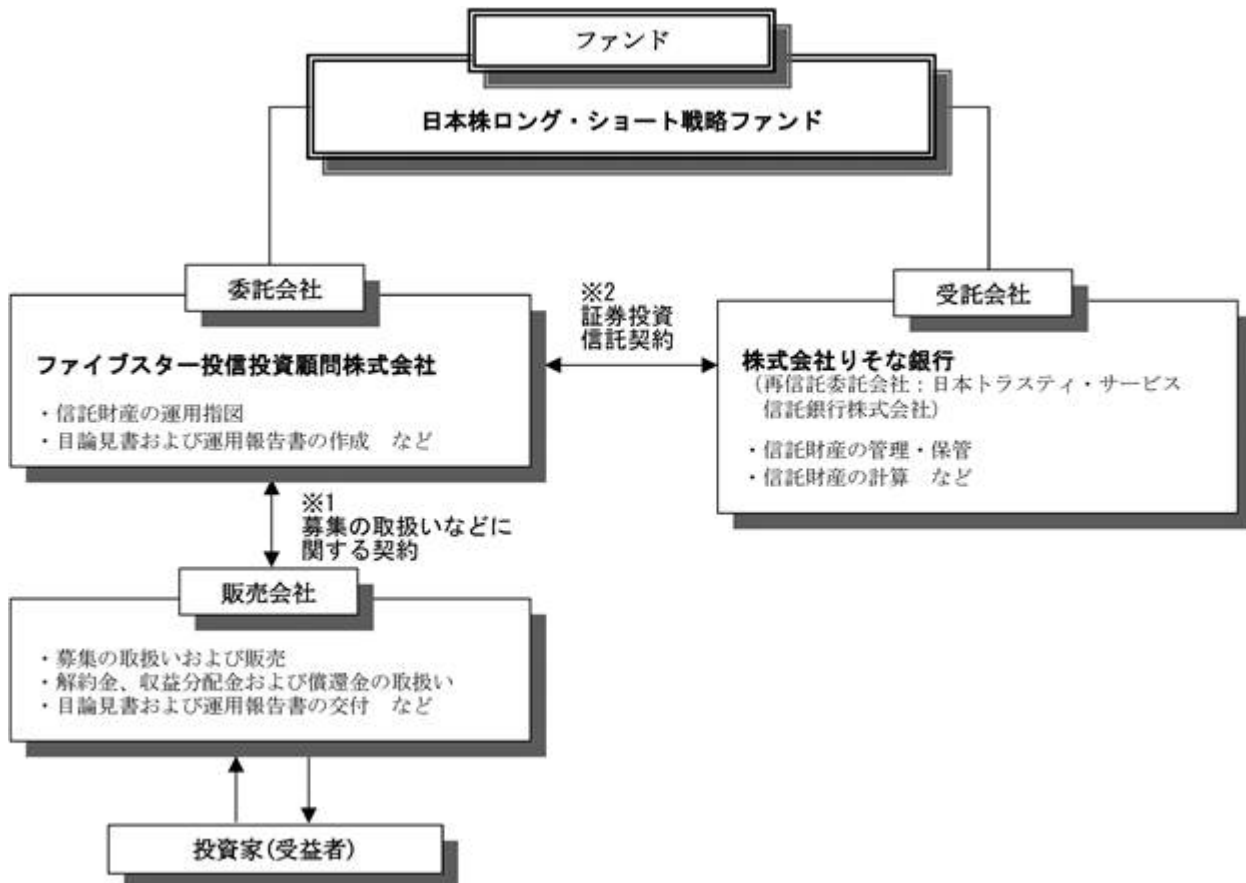 ファンド
日本株ロング・ショート戦略ファンド
委託会社
ファイブスター投信投資顧問株式会社
・信託財産の運用指図
・目論見書および運用報告書の作成　など
※2
証券投資
信託契約
受託会社
株式会社りそな銀行
（再信託委託会社：日本トラスティ・サービス
信託銀行株式会社）
・信託財産の管理・保管
・信託財産の計算　など
※1
募集の取扱いなどに
関する契約
販売会社
・募集の取扱いおよび販売
・解約金、収益分配金および償還金の取扱い
・目論見書および運用報告書の交付　など
投資家(受益者)